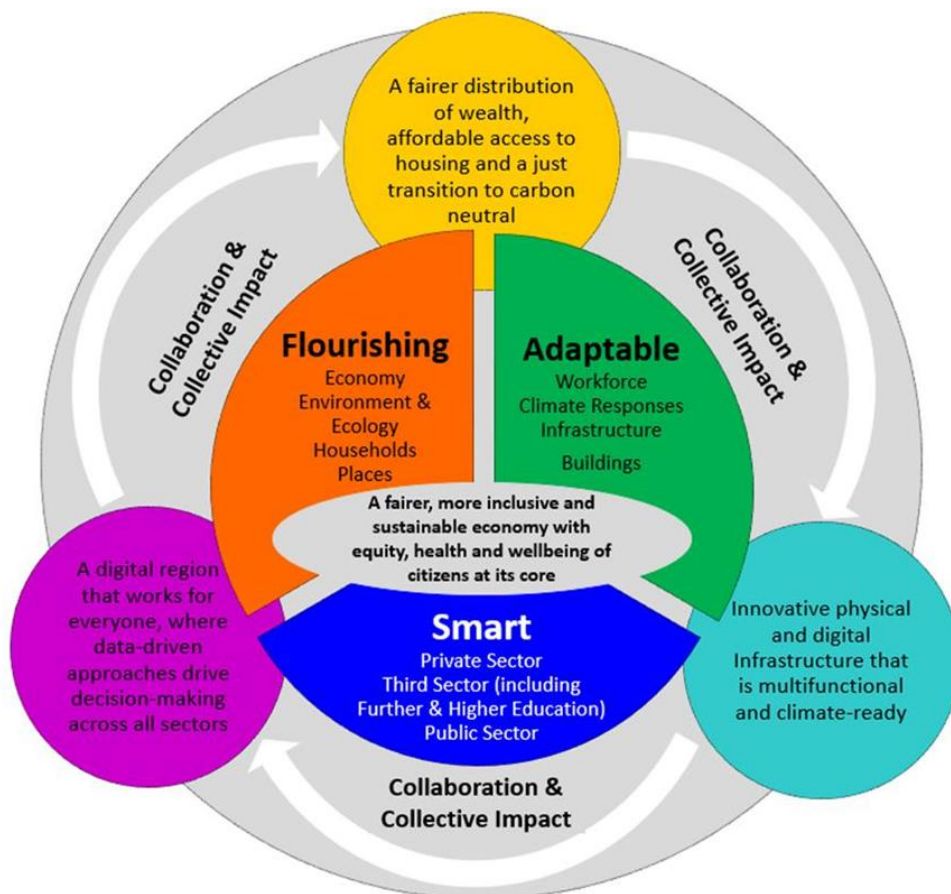 A fairer distribution
of wealth,
affordable access to
housing and a just
transition to carbon
neutral
Collaboration &
Collective Impact
Collaboration &
Collective Impact
Flourishing
Economy
Environment &
Ecology
Households
Places
Adaptable
Workforce
Climate Responses
Infrastructure
Buildings
A fairer, more inclusive and
sustainable economy with
equity, health and wellbeing of
citizens at its core
A digital region
that works for
everyone, where
data-driven
approaches drive
decision-making
across all sectors
Smart
Private Sector
Third Sector (including
Further & Higher Education)
Public Sector
Innovative physical
and digital
Infrastructure that
is multifunctional
and climate-ready
Collaboration &
Collective Impact